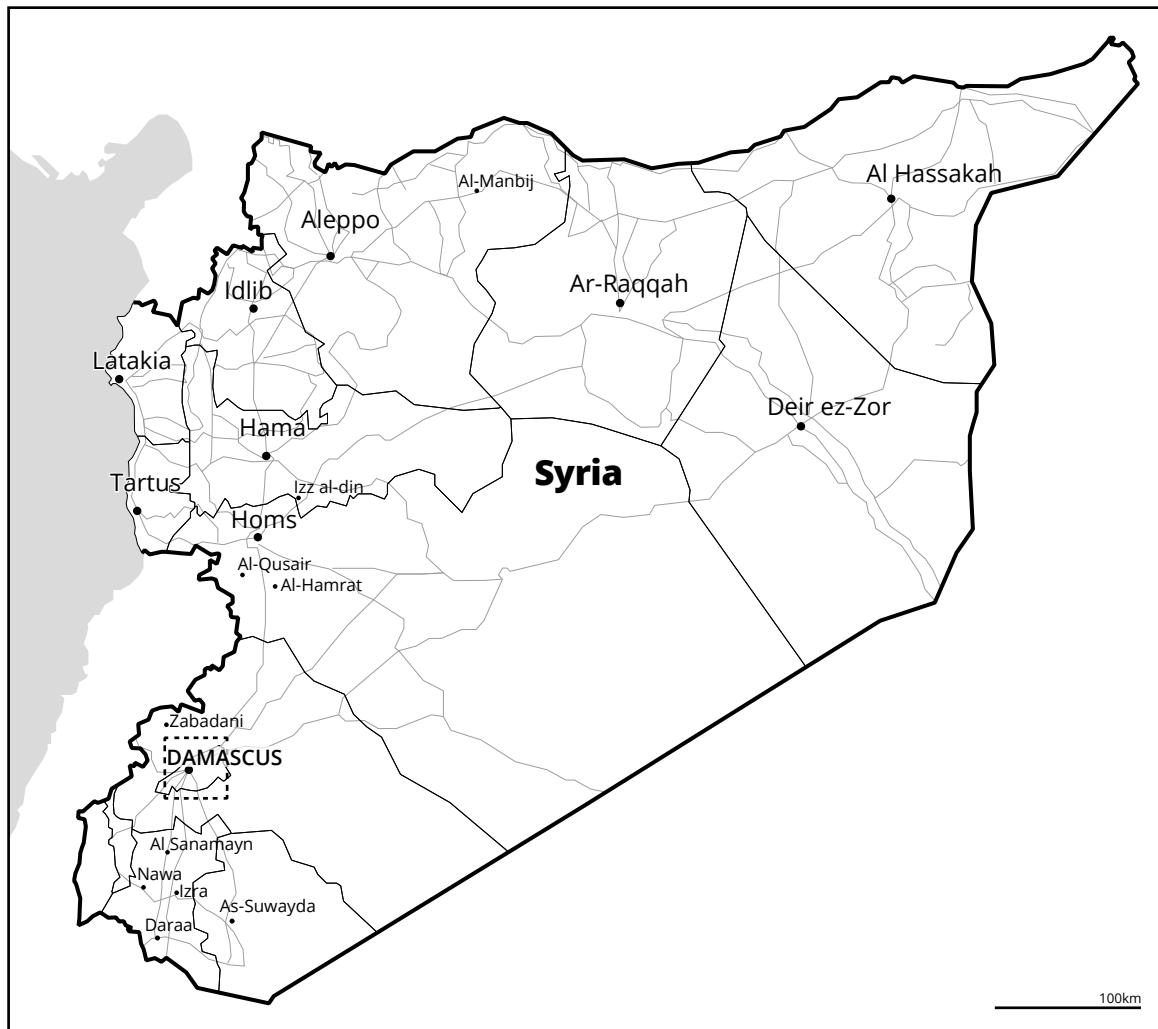 Al Hassakah
Al-Manbij
Aleppo
Ar-Raqqah
Idlib
Latakia
Deir ez-Zor
Hama
Syria
Tartus
Izz al-din
Homs
Al-Qusair
Al-Hamrat
Zabadani
DAMASCUS
Al Sanamayn
Nawa
Izra
As-Suwayda
Daraa
100km